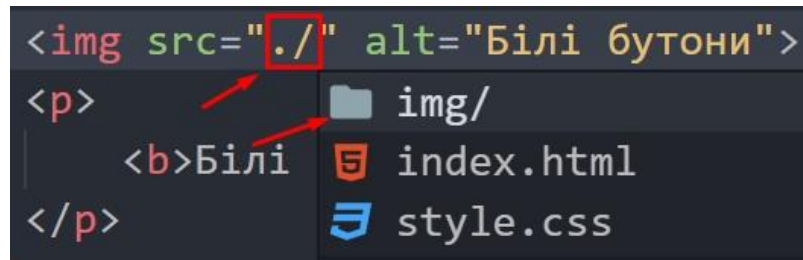 <img src="./" alt="Білі бутони">
<p>
img/
<b>Білі
index.html
</p>
style.css